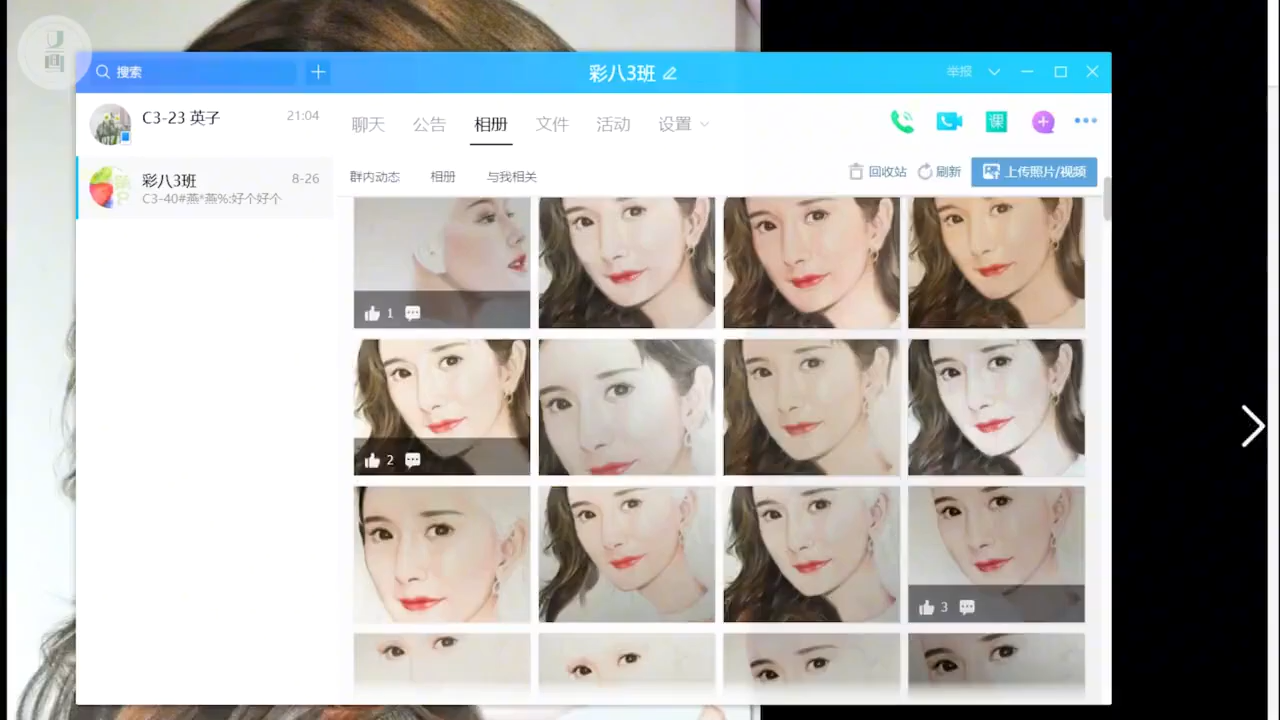 搜索
彩八3班
举报
C3-23 英子
21:04
彩八3班
8-26
C3-40#燕*燕%:好个好个
聊天 公告 相册 文件 活动 设置
课
群内动态 相册 与我相关
回收站 刷新 上传照片/视频
1
2
3